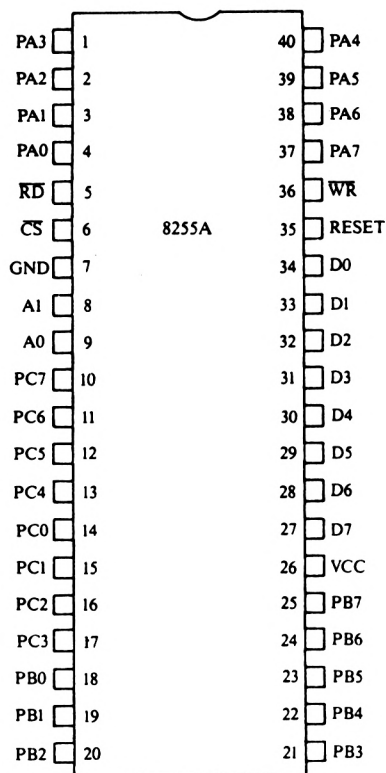 PA3 1 40 PA4
PA2 2 39 PA5
PA1 3 38 PA6
PA0 4 37 PA7
R̅D̅ 5 36 W̅R̅
C̅S̅ 6 8255A 35 RESET
GND 7 34 D0
A1 8 33 D1
A0 9 32 D2
PC7 10 31 D3
PC6 11 30 D4
PC5 12 29 D5
PC4 13 28 D6
PC0 14 27 D7
PC1 15 26 VCC
PC2 16 25 PB7
PC3 17 24 PB6
PB0 18 23 PB5
PB1 19 22 PB4
PB2 20 21 PB3